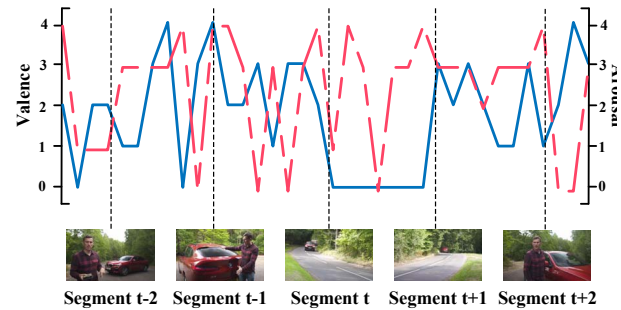 4 4
3 3
2 2
1 1
0 0
Valence
Arousal
Segment t-2 Segment t-1 Segment t Segment t+1 Segment t+2